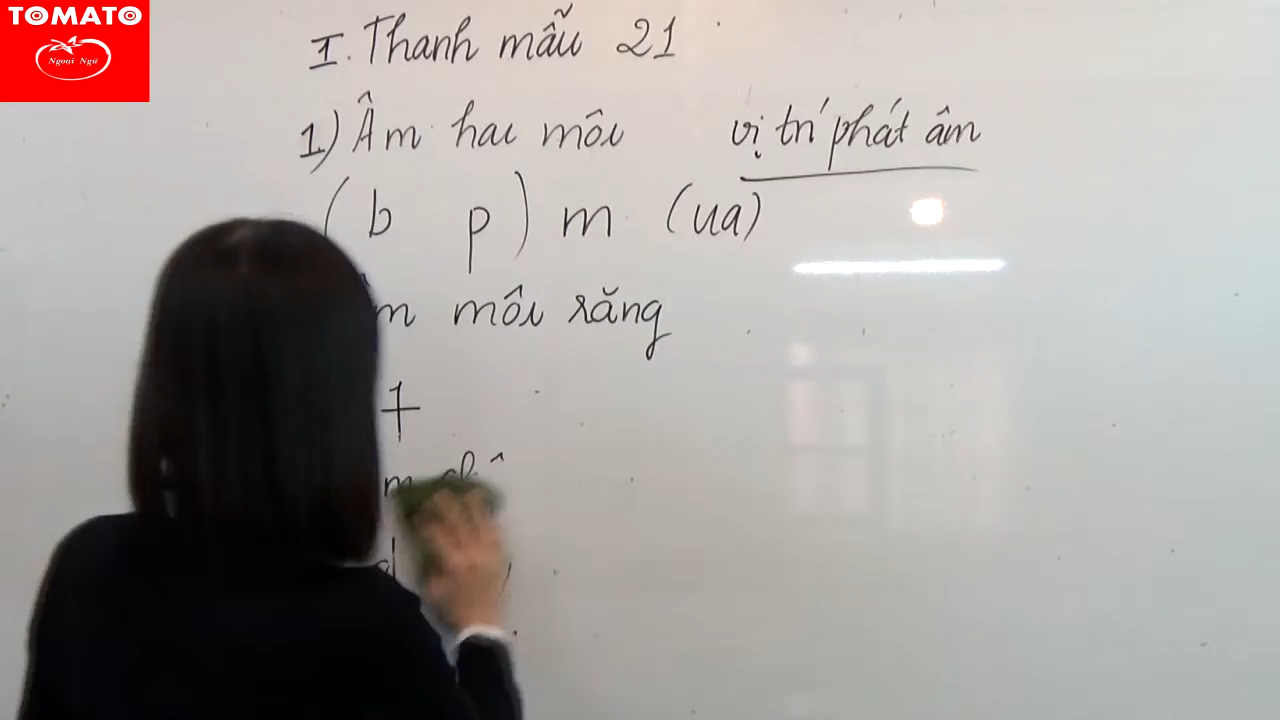 TOMATO
Ngoại Ngữ
I. Thanh mẫu 21
1) Âm hai môi vị trí phát âm
( b p ) m (ua)
môi răng
f
d